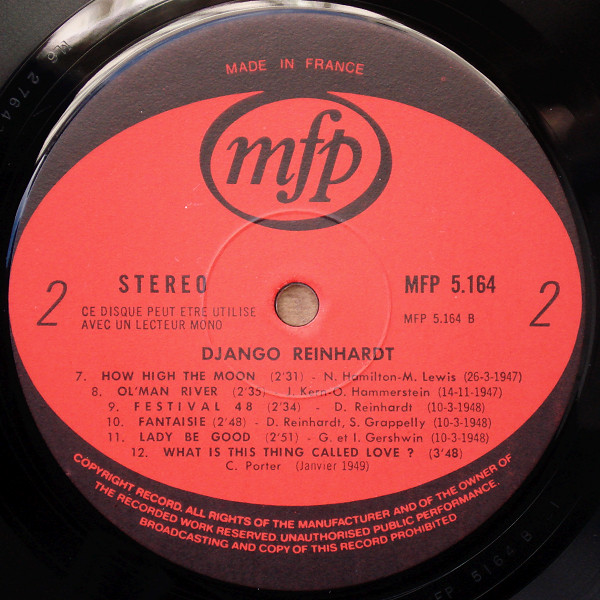 MADE IN FRANCE
mfp
2
STEREO
CE DISQUE PEUT ETRE UTILISE
AVEC UN LECTEUR MONO
MFP 5.164
MFP 5.164 B
2
DJANGO REINHARDT
7. HOW HIGH THE MOON (2'31) - N. Hamilton-M. Lewis (26-3-1947)
8. OL'MAN RIVER (2'35) - J. Kern-O. Hammerstein (14-11-1947)
9. FESTIVAL 48 (2'34) - D. Reinhardt (10-3-1948)
10. FANTAISIE (2'48) - D. Reinhardt, S. Grappelly (10-3-1948)
11. LADY BE GOOD (2'51) - G. et I. Gershwin (10-3-1948)
12. WHAT IS THIS THING CALLED LOVE ? (3'48)
C. Porter (Janvier 1949)
COPYRIGHT RECORD. ALL RIGHTS OF THE MANUFACTURER AND OF THE OWNER OF
THE RECORDED WORK RESERVED. UNAUTHORISED PUBLIC PERFORMANCE.
BROADCASTING AND COPY OF THIS RECORD PROHIBITED